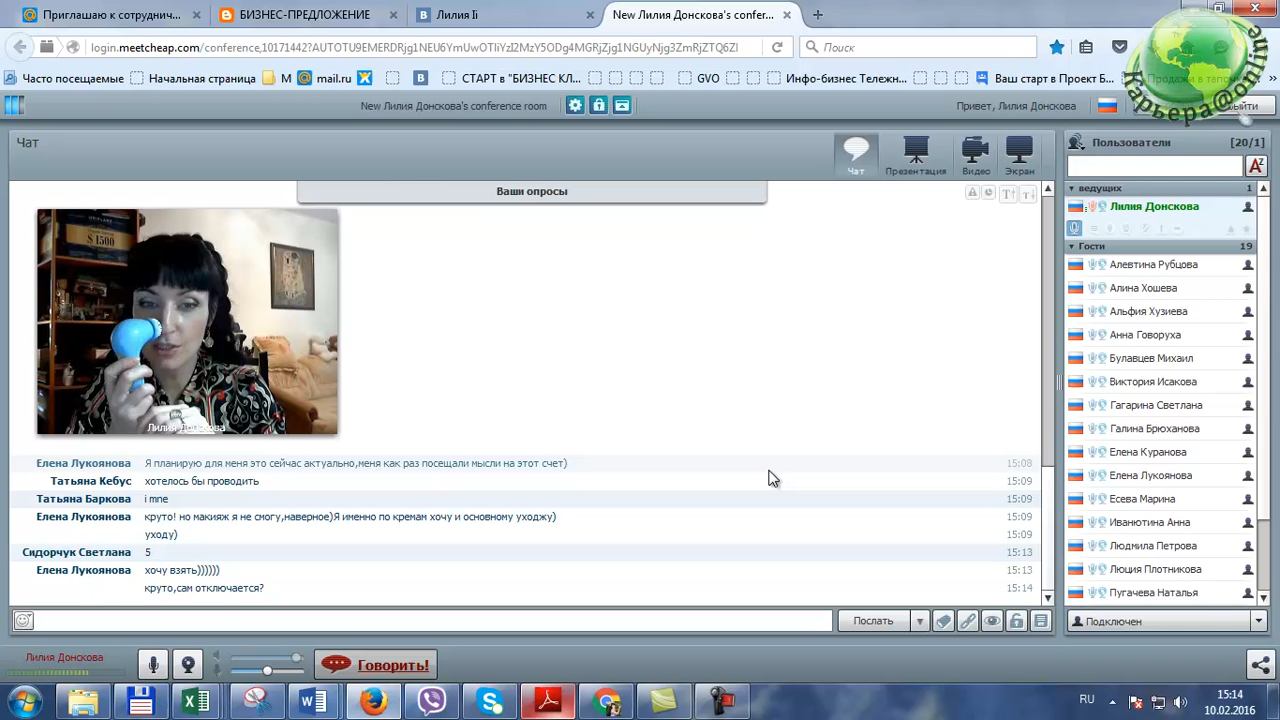 Приглашаю к сотруднич...
БИЗНЕС-ПРЕДЛОЖЕНИЕ
Лилия Ii
New Лилия Донскова's confer...
Поиск
Часто посещаемые
Начальная страница
М
mail.ru
СТАРТ в "БИЗНЕС КЛ...
GVO
Инфо-бизнес Тележн...
Ваш старт в Проект Б...
Продажи в тапочк...
Карьера@online
New Лилия Донскова's conference room
Привет, Лилия Донскова
Выйти
Чат
Чат
Презентация
Видео
Экран
Ваши опросы
$ 1500
Лилия Донскова
Елена Лукоянова Я планирую для меня это сейчас актуально,меня как раз посещали мысли на этот счет) 15:08
Татьяна Кебус хотелось бы проводить 15:09
Татьяна Баркова i mne 15:09
Елена Лукоянова круто! но макияж я не смогу,наверное)Я именно по кремам хочу и основному уходжу) 15:09
уходу) 15:09
Сидорчук Светлана 5 15:13
Елена Лукоянова хочу взять)))))) 15:13
круто,сам отключается? 15:14
Послать
Пользователи [20/1]
ведущих 1
Лилия Донскова
Гости 19
Алевтина Рубцова
Алина Хошева
Альфия Хузиева
Анна Говоруха
Булавцев Михаил
Виктория Исакова
Гагарина Светлана
Галина Брюханова
Елена Куранова
Елена Лукоянова
Есева Марина
Иванютина Анна
Людмила Петрова
Люция Плотникова
Пугачева Наталья
Подключен
Лилия Донскова
Говорить!
RU
15:14
10.02.2016